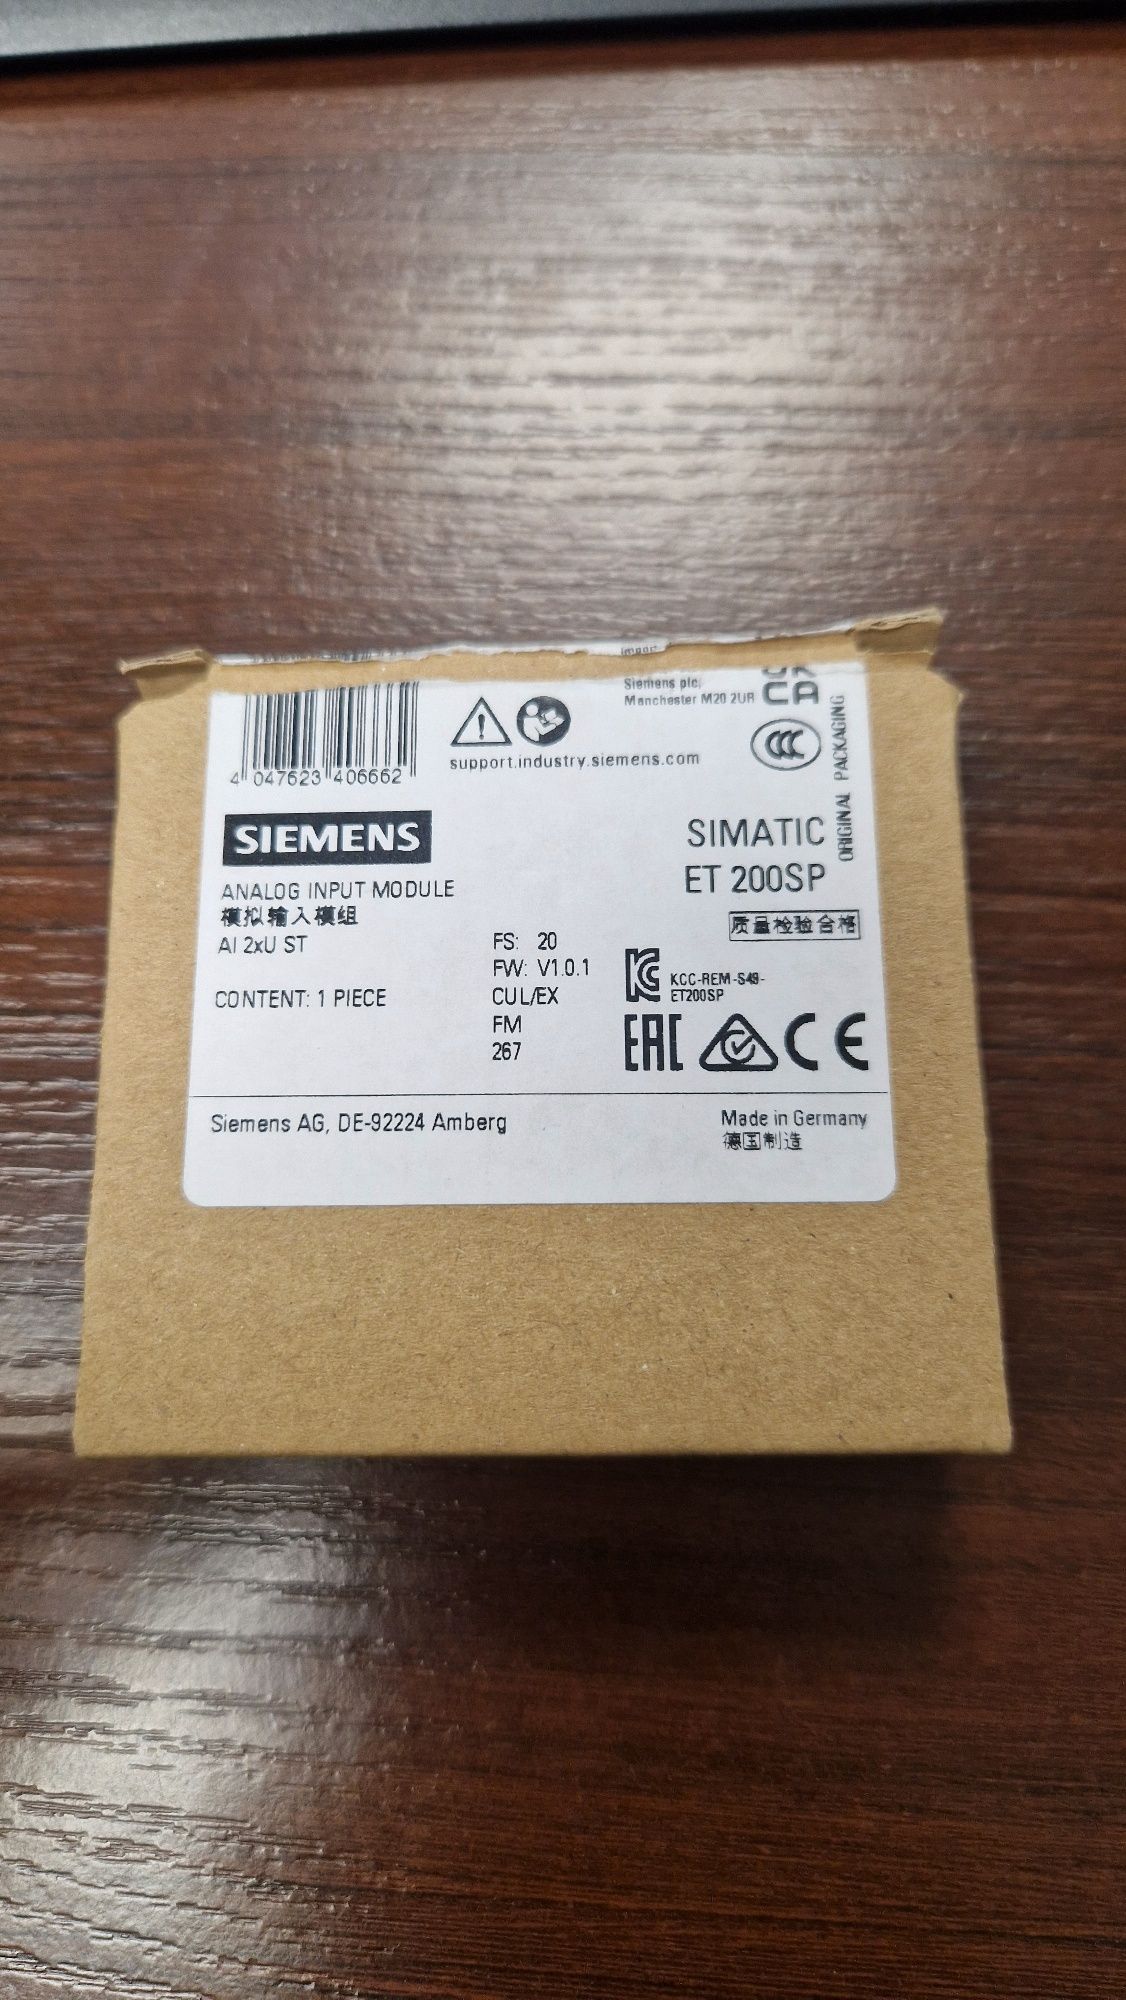 Siemens plc,
Manchester M20 2UR
UK
CA
4 047623 406662
support.industry.siemens.com
CCC
ORIGINAL PACKAGING
SIEMENS
SIMATIC
ET 200SP
ANALOG INPUT MODULE
模拟输入模组
AI 2xU ST
质量检验合格
FS: 20
FW: V1.0.1
CUL/EX
FM
267
CONTENT: 1 PIECE
KCC-REM-S49-
ET200SP
EAC
CE
Siemens AG, DE-92224 Amberg
Made in Germany
德国制造